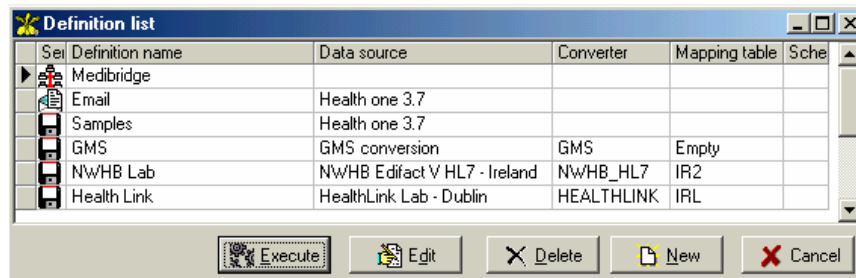 Definition list
Ser Definition name Data source Converter Mapping table Sche
Medibridge
Email Health one 3.7
Samples Health one 3.7
GMS GMS conversion GMS Empty
NWHB Lab NWHB Edifact V HL7 - Ireland NWHB_HL7 IR2
Health Link HealthLink Lab - Dublin HEALTHLINK IRL
Execute Edit Delete New Cancel